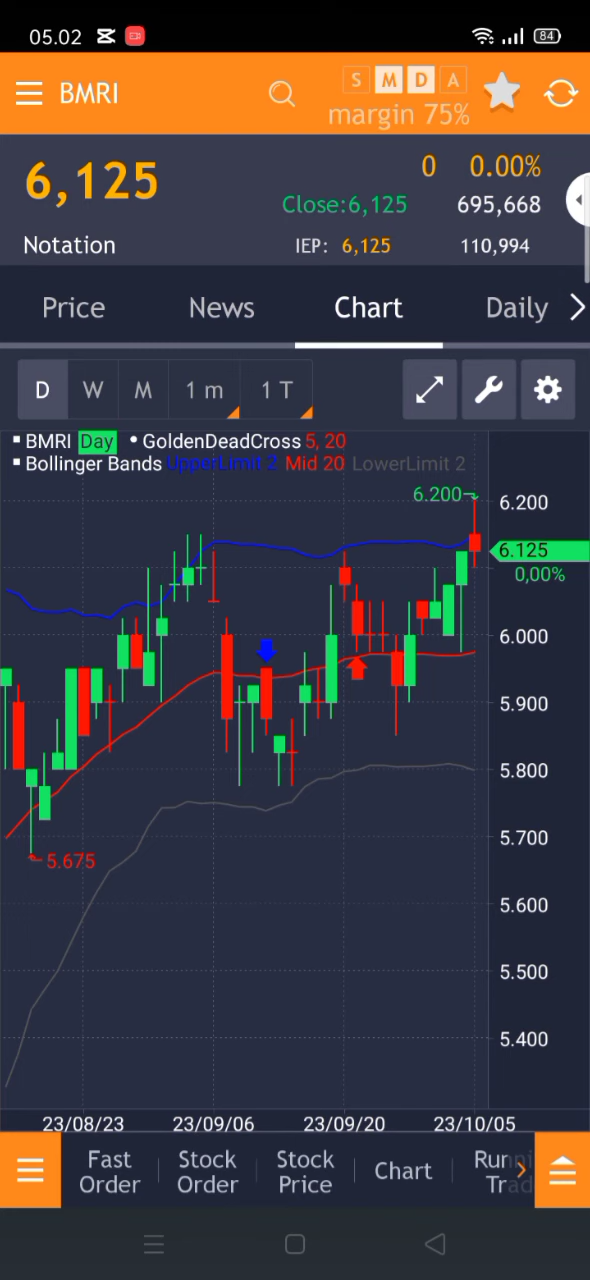 05.02 84
BMRI S M D A
margin 75%
6,125 0 0.00%
Close:6,125 695,668
Notation IEP: 6,125 110,994
Price News Chart Daily
D W M 1 m 1 T
BMRI Day GoldenDeadCross 5, 20
Bollinger Bands UpperLimit 2 Mid 20 LowerLimit 2
6.200
6.200
6.125
0,00%
6.000
5.900
5.800
5.700
5.675
5.600
5.500
5.400
23/08/23 23/09/06 23/09/20 23/10/05
Fast Stock Stock Chart Runni
Order Order Price Trad